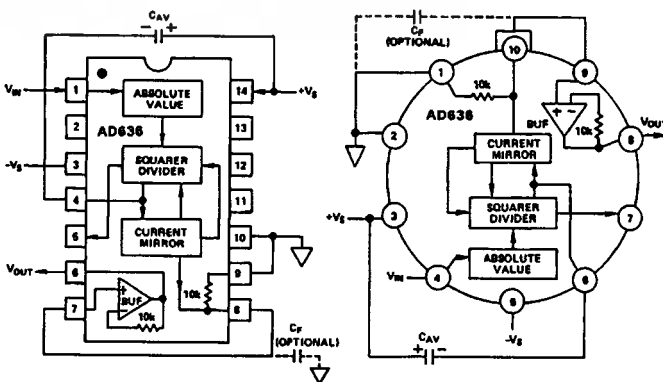 CAV
− +
VIN
1
ABSOLUTE
VALUE
14
+VS
2
AD636
13
-VS
3
SQUARER
DIVIDER
12
4
11
5
CURRENT
MIRROR
10
VOUT
6
9
10k
+
BUF
−
7
10k
8
CF
(OPTIONAL)
CF
(OPTIONAL)
10
1
9
10k
AD636
+ −
BUF
10k
VOUT
2
8
CURRENT
MIRROR
+VS
3
SQUARER
DIVIDER
7
VIN
4
ABSOLUTE
VALUE
6
5
-VS
CAV
+ −